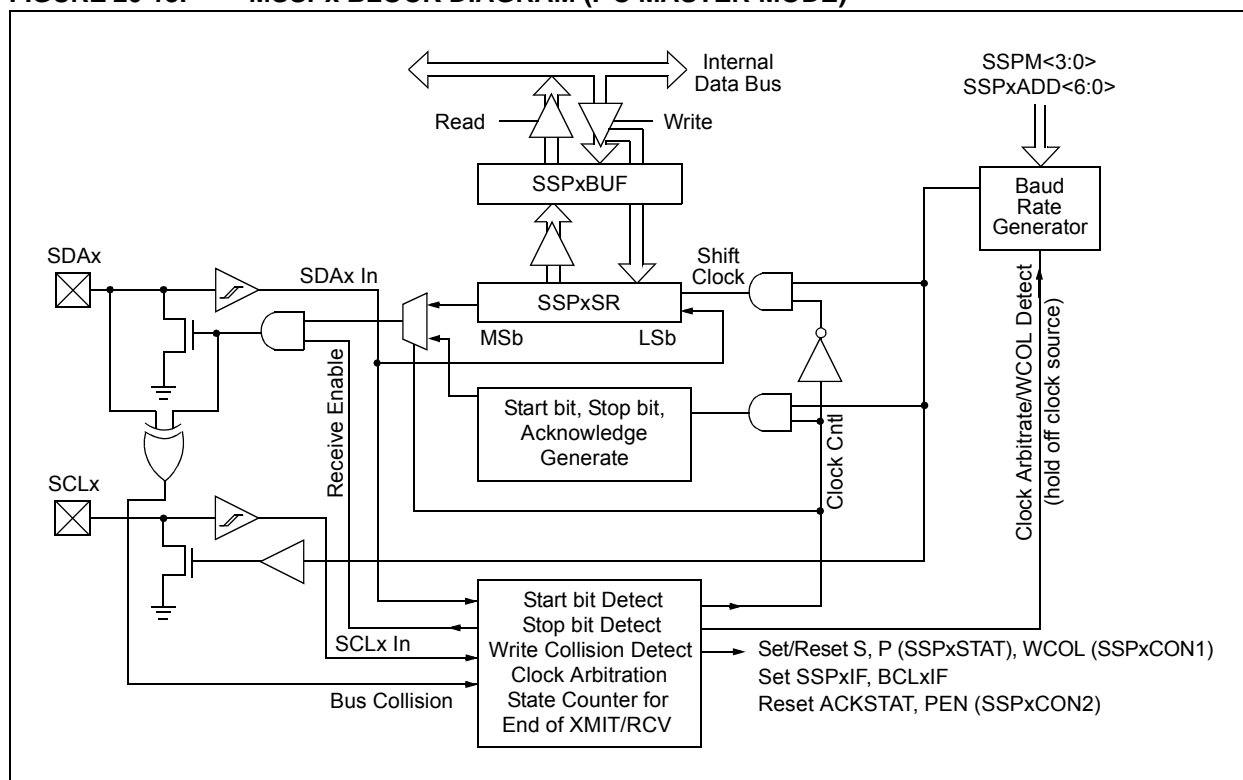 Internal
Data Bus
SSPM<3:0>
SSPxADD<6:0>
Read
Write
SSPxBUF
Baud
Rate
Generator
SDAx
SDAx In
Shift
Clock
SSPxSR
MSb
LSb
Start bit, Stop bit,
Acknowledge
Generate
Receive Enable
Clock Cntl
Clock Arbitrate/WCOL Detect
(hold off clock source)
SCLx
SCLx In
Bus Collision
Start bit Detect
Stop bit Detect
Write Collision Detect
Clock Arbitration
State Counter for
End of XMIT/RCV
Set/Reset S, P (SSPxSTAT), WCOL (SSPxCON1)
Set SSPxIF, BCLxIF
Reset ACKSTAT, PEN (SSPxCON2)